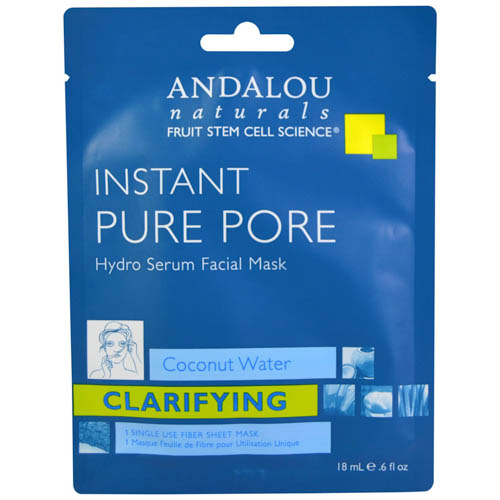 ANDALOU
naturals
FRUIT STEM CELL SCIENCE®
INSTANT
PURE PORE
Hydro Serum Facial Mask
Coconut Water
CLARIFYING
1 SINGLE USE FIBER SHEET MASK
1 Masque Feuille de Fibre pour Utilisation Unique
18 mL ℮ .6 fl oz